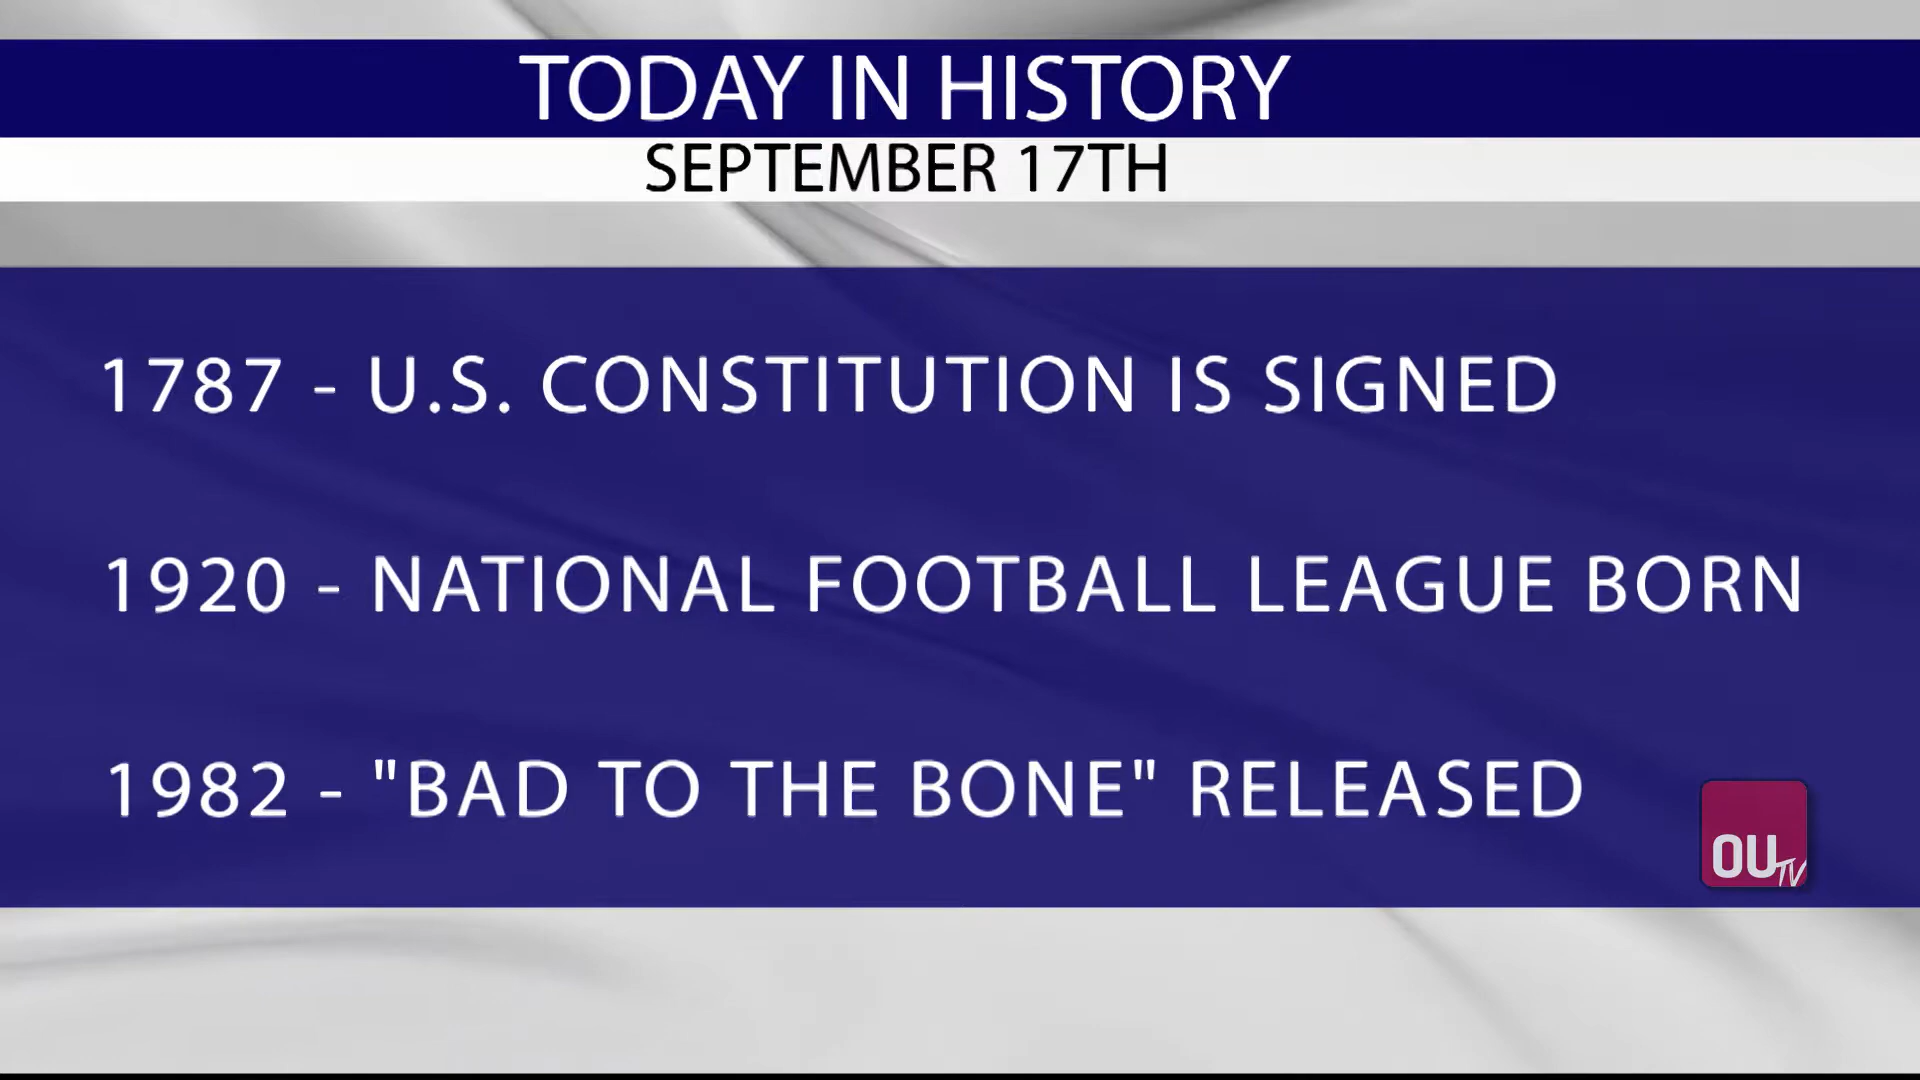 TODAY IN HISTORY
SEPTEMBER 17TH
1787 - U.S. CONSTITUTION IS SIGNED
1920 - NATIONAL FOOTBALL LEAGUE BORN
1982 - "BAD TO THE BONE" RELEASED
OUTV